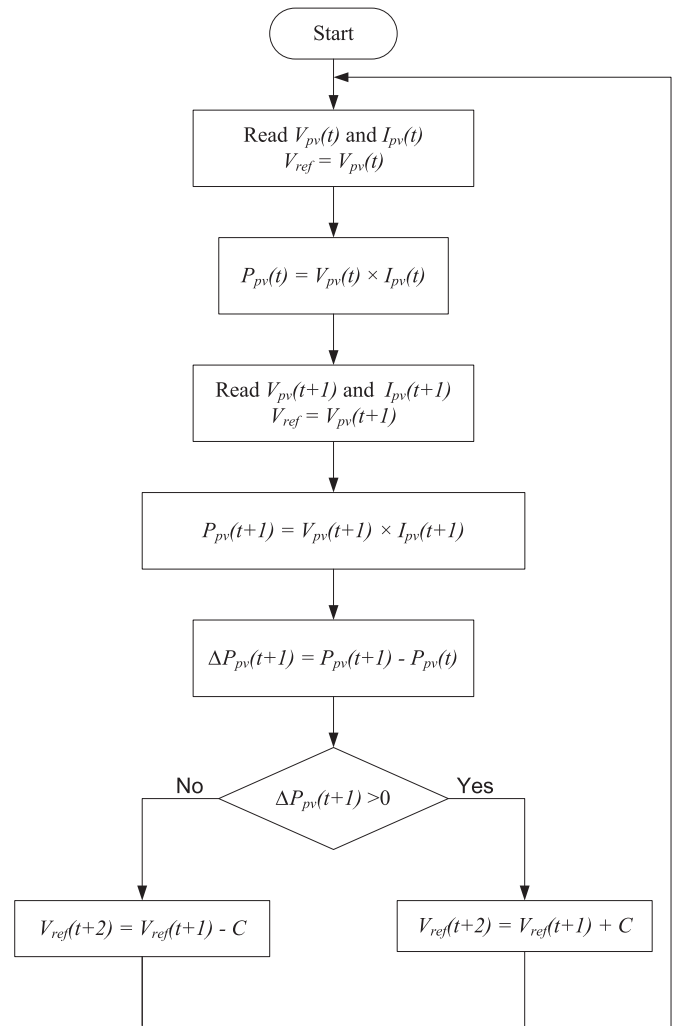 Start
Read Vpv(t) and Ipv(t)
Vref = Vpv(t)
Ppv(t) = Vpv(t) × Ipv(t)
Read Vpv(t+1) and Ipv(t+1)
Vref = Vpv(t+1)
Ppv(t+1) = Vpv(t+1) × Ipv(t+1)
ΔPpv(t+1) = Ppv(t+1) - Ppv(t)
No
Yes
ΔPpv(t+1) >0
Vref(t+2) = Vref(t+1) - C
Vref(t+2) = Vref(t+1) + C